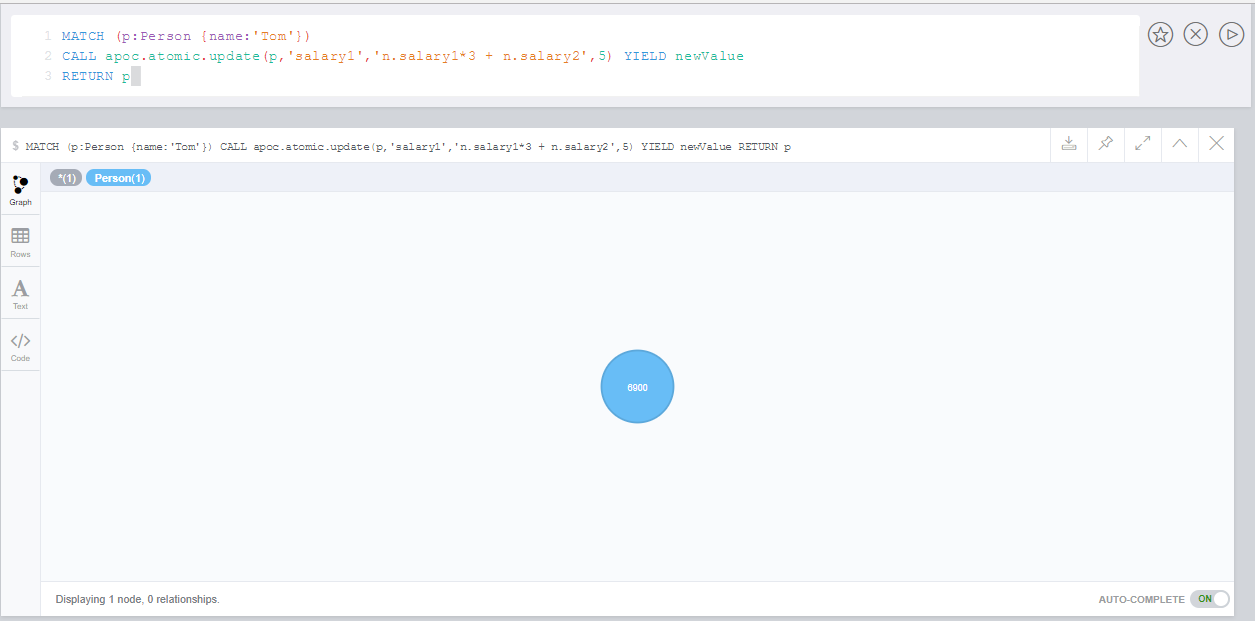 1 MATCH (p:Person {name:'Tom'})
2 CALL apoc.atomic.update(p,'salary1','n.salary1*3 + n.salary2',5) YIELD newValue
3 RETURN p
$ MATCH (p:Person {name:'Tom'}) CALL apoc.atomic.update(p,'salary1','n.salary1*3 + n.salary2',5) YIELD newValue RETURN p
*(1) Person(1)
Graph
Rows
A
Text
</>
Code
6900
Displaying 1 node, 0 relationships.
AUTO-COMPLETE ON